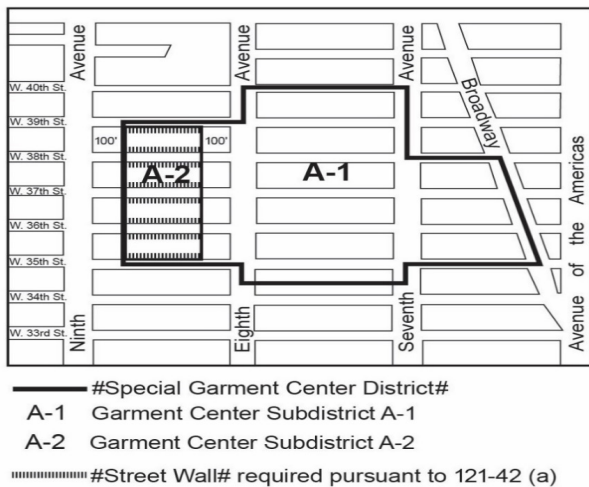 Avenue
Avenue
Avenue
Broadway
W. 40th St.
W. 39th St.
100'
100'
W. 38th St.
A-2
A-1
W. 37th St.
W. 36th St.
W. 35th St.
W. 34th St.
W. 33rd St.
Ninth
Eighth
Seventh
Avenue of the Americas
#Special Garment Center District#
A-1 Garment Center Subdistrict A-1
A-2 Garment Center Subdistrict A-2
#Street Wall# required pursuant to 121-42 (a)